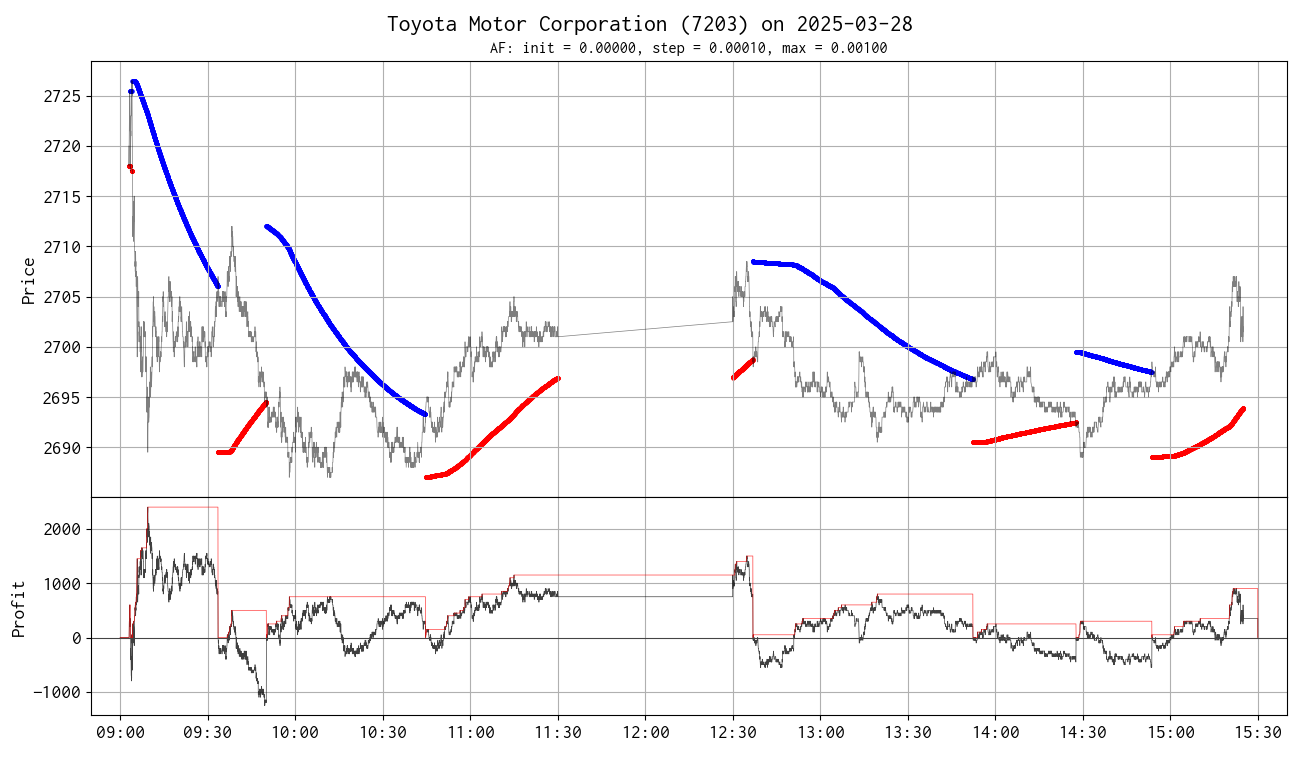 Toyota Motor Corporation (7203) on 2025-03-28
AF: init = 0.00000, step = 0.00010, max = 0.00100
Price
2725
2720
2715
2710
2705
2700
2695
2690
Profit
2000
1000
0
−1000
09:00 09:30 10:00 10:30 11:00 11:30 12:00 12:30 13:00 13:30 14:00 14:30 15:00 15:30